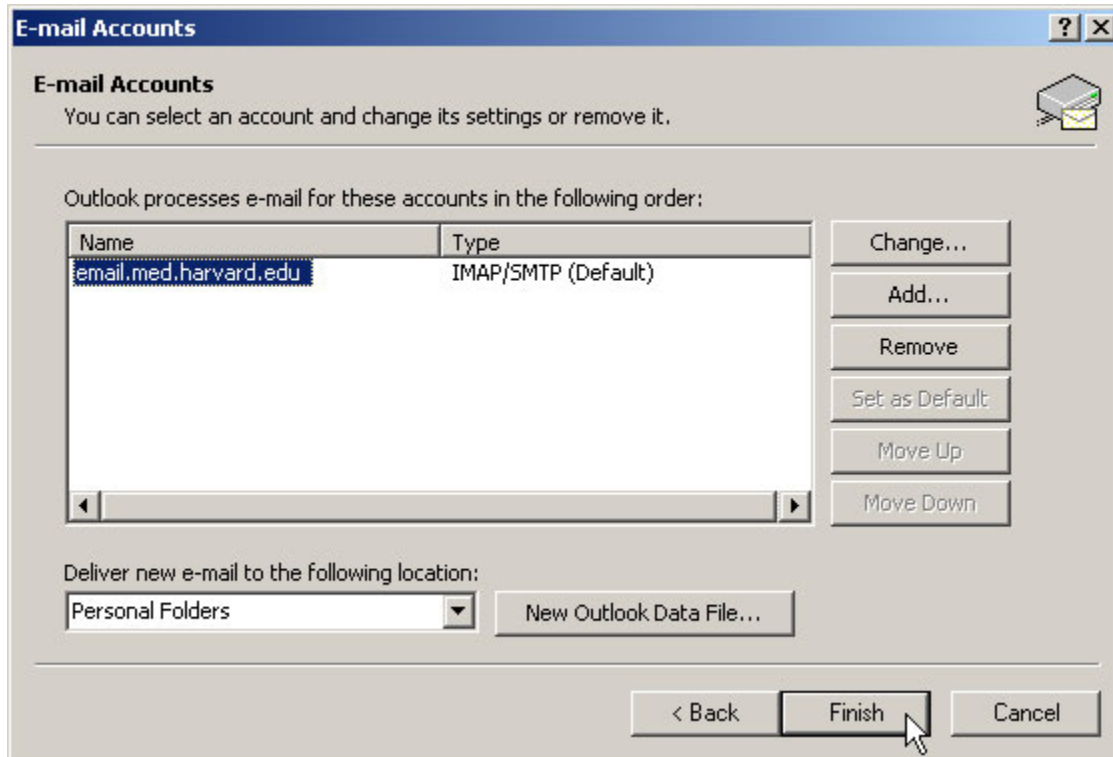 E-mail Accounts
E-mail Accounts
You can select an account and change its settings or remove it.
Outlook processes e-mail for these accounts in the following order:
Name Type
email.med.harvard.edu IMAP/SMTP (Default)
Change...
Add...
Remove
Set as Default
Move Up
Move Down
Deliver new e-mail to the following location:
Personal Folders New Outlook Data File...
< Back Finish Cancel